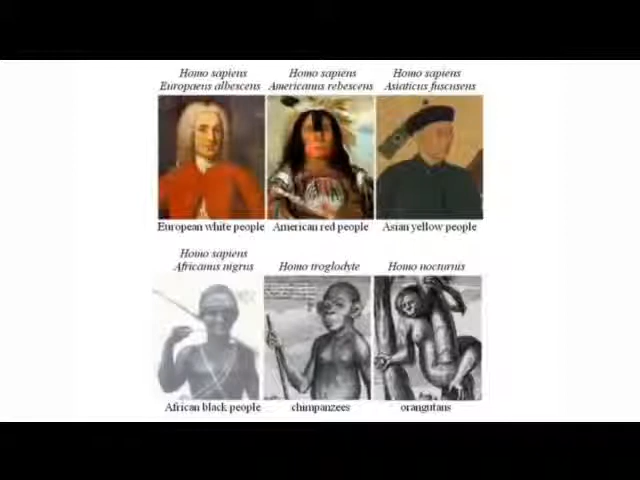 Homo sapiens Homo sapiens Homo sapiens
Europaeus albescens Americanus rebescens Asiaticus fuscusens
European white people American red people Asian yellow people
Homo sapiens
Africanus nigrus Homo troglodyte Homo nocturnis
African black people chimpanzees orangutans